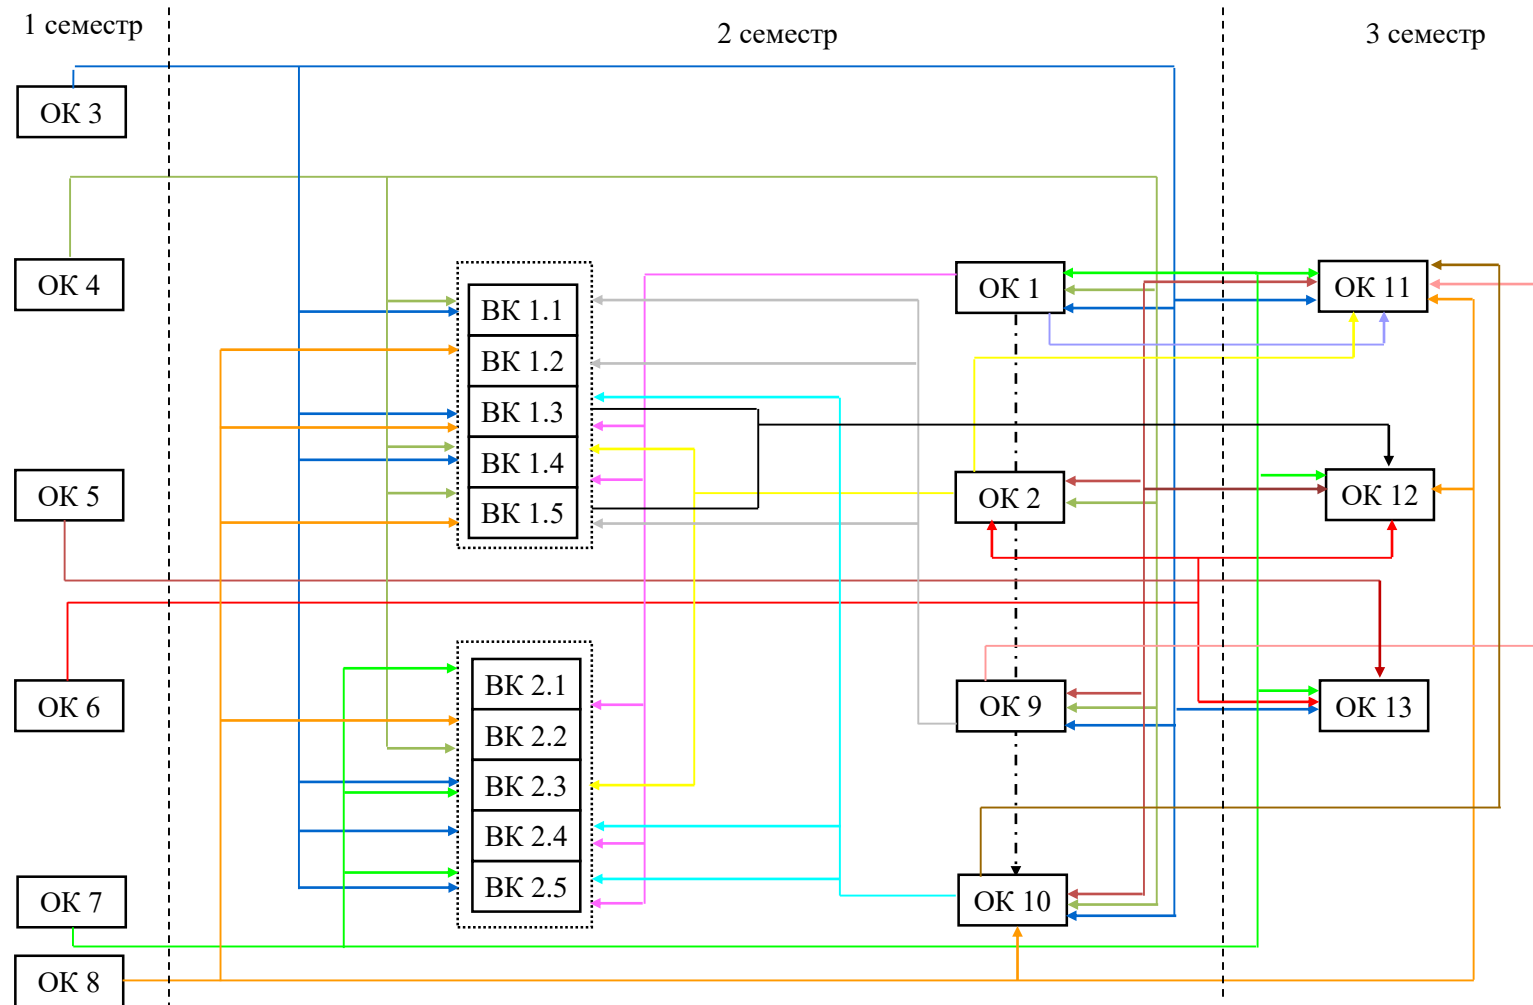 1 семестр
2 семестр
3 семестр
ОК 3
ОК 4
ОК 5
ОК 6
ОК 7
ОК 8
ВК 1.1
ВК 1.2
ВК 1.3
ВК 1.4
ВК 1.5
ВК 2.1
ВК 2.2
ВК 2.3
ВК 2.4
ВК 2.5
ОК 1
ОК 2
ОК 9
ОК 10
ОК 11
ОК 12
ОК 13